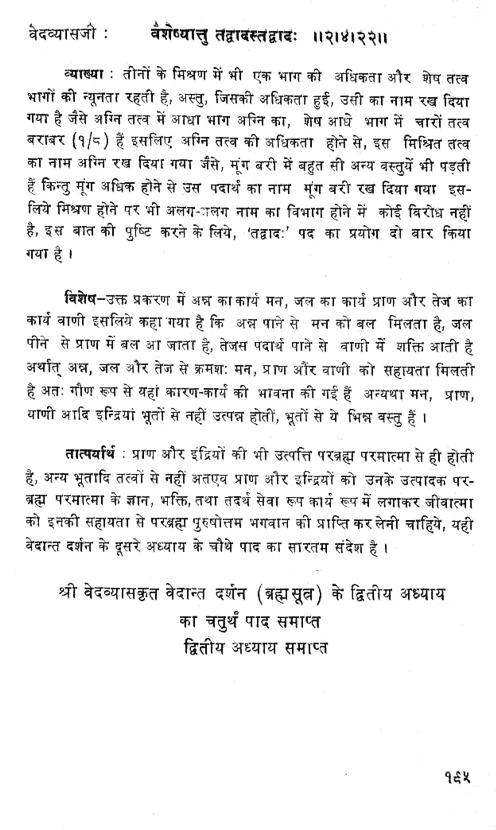 वेदव्यासजी : वैशेष्यात्तु तद्वादस्तद्वादः ॥२।४।२२॥
व्याख्या : तीनों के मिश्रण में भी एक भाग की अधिकता और शेष तत्व
भागों की न्यूनता रहती है, अस्तु, जिसकी अधिकता हुई, उसी का नाम रख दिया
गया है जैसे अग्नि तत्व में आधा भाग अग्नि का, शेष आधे भाग में चारों तत्व
बराबर (१/८) हैं इसलिए अग्नि तत्व की अधिकता होने से, इस मिश्रित तत्व
का नाम अग्नि रख दिया गया जैसे, मूंग बरी में बहुत सी अन्य वस्तुयें भी पड़ती
हैं किन्तु मूंग अधिक होने से उस पदार्थ का नाम मूंग बरी रख दिया गया इस-
लिये मिश्रण होने पर भी अलग-अलग नाम का विभाग होने में कोई विरोध नहीं
है, इस बात की पुष्टि करने के लिये, 'तद्वादः' पद का प्रयोग दो बार किया
गया है ।
विशेष–उक्त प्रकरण में अन्न का कार्य मन, जल का कार्य प्राण और तेज का
कार्य वाणी इसलिये कहा गया है कि अन्न पाने से मन को बल मिलता है, जल
पीने से प्राण में बल आ जाता है, तेजस पदार्थ पाने से वाणी में शक्ति आती है
अर्थात् अन्न, जल और तेज से क्रमशः मन, प्राण और वाणी को सहायता मिलती
है अतः गौण रूप से यहां कारण-कार्य की भावना की गई हैं अन्यथा मन, प्राण,
याणी आदि इन्द्रियां भूतों से नहीं उत्पन्न होतीं, भूतों से ये भिन्न वस्तु हैं ।
तात्पर्यार्थ : प्राण और इंद्रियों की भी उत्पत्ति परब्रह्म परमात्मा से ही होती
है, अन्य भूतादि तत्वों से नहीं अतएव प्राण और इन्द्रियों को उनके उत्पादक पर-
ब्रह्म परमात्मा के ज्ञान, भक्ति, तथा तदर्थ सेवा रूप कार्य रूप में लगाकर जीवात्मा
को इनकी सहायता से परब्रह्म पुरुषोत्तम भगवान की प्राप्ति कर लेनी चाहिये, यही
वेदान्त दर्शन के दूसरे अध्याय के चौथे पाद का सारतम संदेश है ।
श्री वेदव्यासकृत वेदान्त दर्शन (ब्रह्मसूत्र) के द्वितीय अध्याय
का चतुर्थ पाद समाप्त
द्वितीय अध्याय समाप्त
१९५